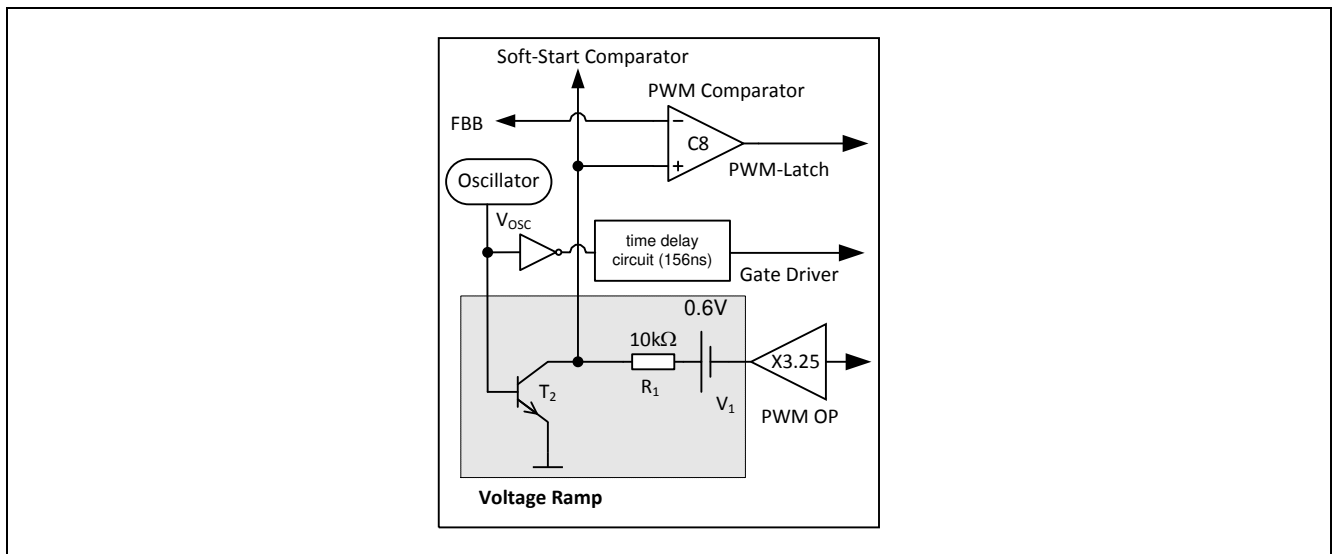 Soft-Start Comparator
PWM Comparator
FBB
−
C8
+
PWM-Latch
Oscillator
VOSC
time delay
circuit (156ns)
Gate Driver
0.6V
10kΩ
X3.25
T2
R1
V1
PWM OP
Voltage Ramp